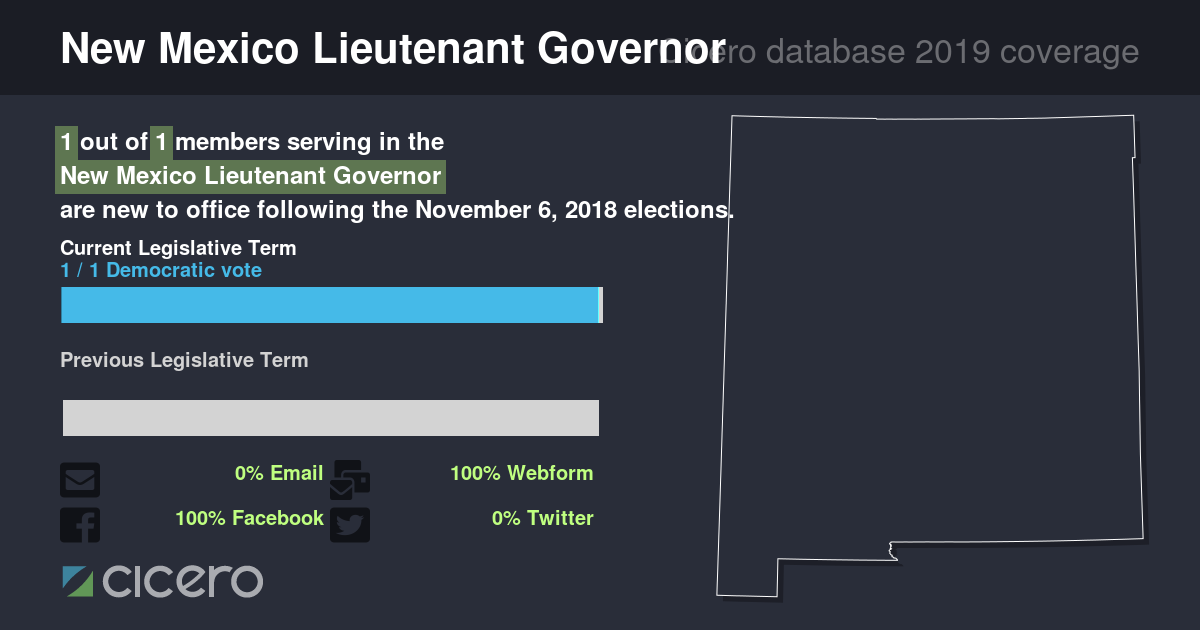 New Mexico Lieutenant Governor
Cicero database 2019 coverage
1 out of 1 members serving in the
New Mexico Lieutenant Governor
are new to office following the November 6, 2018 elections.
Current Legislative Term
1 / 1 Democratic vote
Previous Legislative Term
0% Email
100% Webform
100% Facebook
0% Twitter
cicero